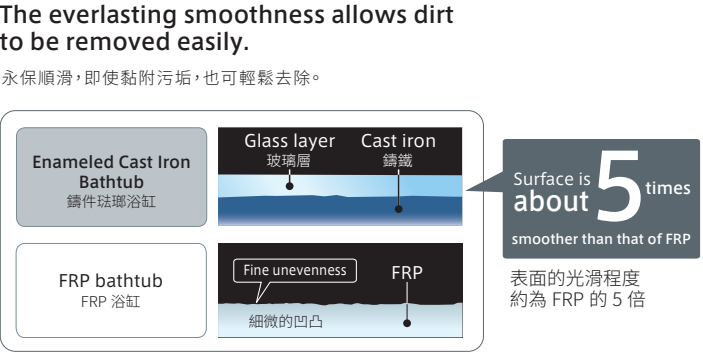 The everlasting smoothness allows dirt
to be removed easily.
永保順滑,即使黏附污垢,也可輕鬆去除。
Enameled Cast Iron
Bathtub
鑄件珐瑯浴缸
Glass layer
玻璃層
Cast iron
鑄鐵
Surface is
about 5 times
smoother than that of FRP
表面的光滑程度
約為 FRP 的 5 倍
FRP bathtub
FRP 浴缸
Fine unevenness
細微的凹凸
FRP